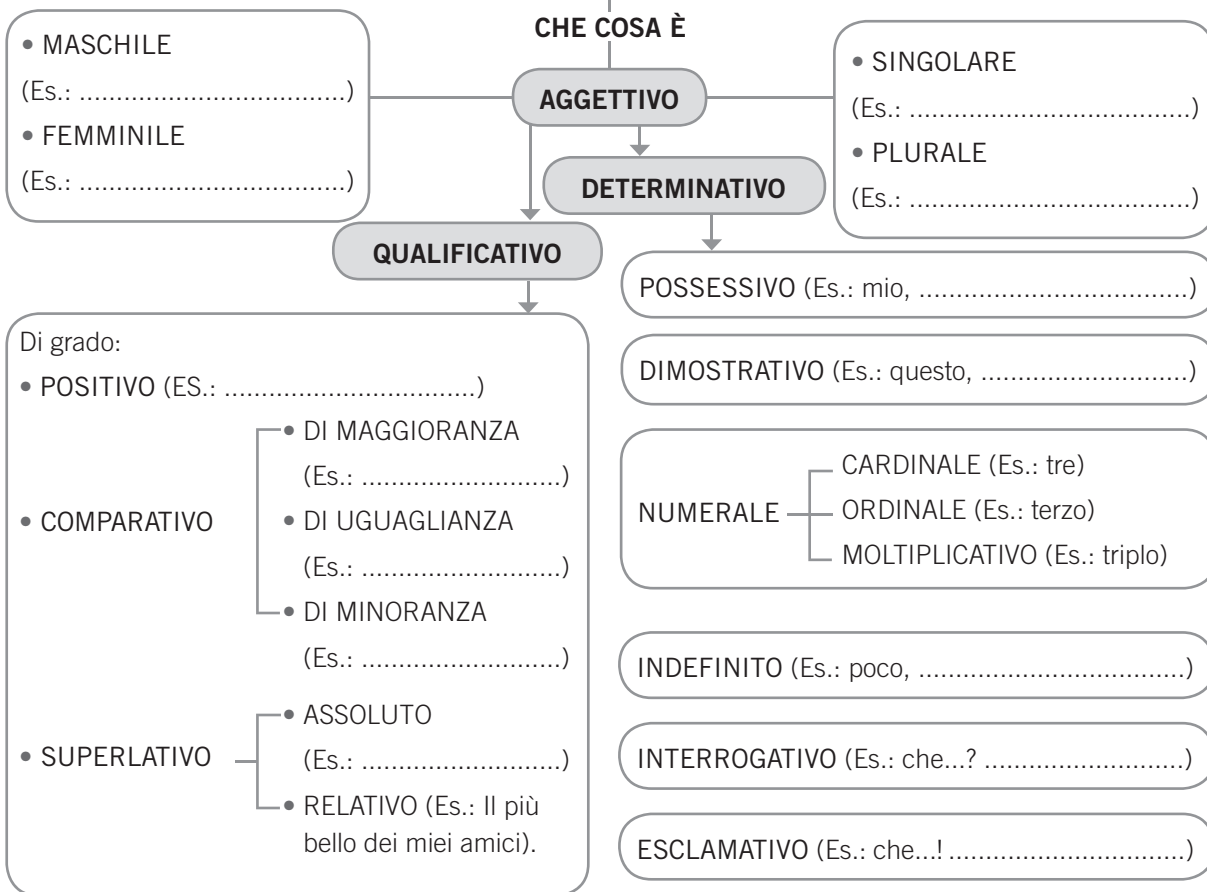 CHE COSA È
• MASCHILE
(Es.: ....................................)
• FEMMINILE
(Es.: ....................................)
AGGETTIVO
• SINGOLARE
(Es.: ......................................)
• PLURALE
(Es.: ......................................)
DETERMINATIVO
QUALIFICATIVO
Di grado:
• POSITIVO (ES.: ..................................)
• COMPARATIVO
• DI MAGGIORANZA
(Es.: ...........................)
• DI UGUAGLIANZA
(Es.: ...........................)
• DI MINORANZA
(Es.: ...........................)
• SUPERLATIVO
• ASSOLUTO
(Es.: ...........................)
• RELATIVO (Es.: Il più
bello dei miei amici).
POSSESSIVO (Es.: mio, ....................................)
DIMOSTRATIVO (Es.: questo, ............................)
NUMERALE
CARDINALE (Es.: tre)
ORDINALE (Es.: terzo)
MOLTIPLICATIVO (Es.: triplo)
INDEFINITO (Es.: poco, ....................................)
INTERROGATIVO (Es.: che...? ...........................)
ESCLAMATIVO (Es.: che...! ................................)